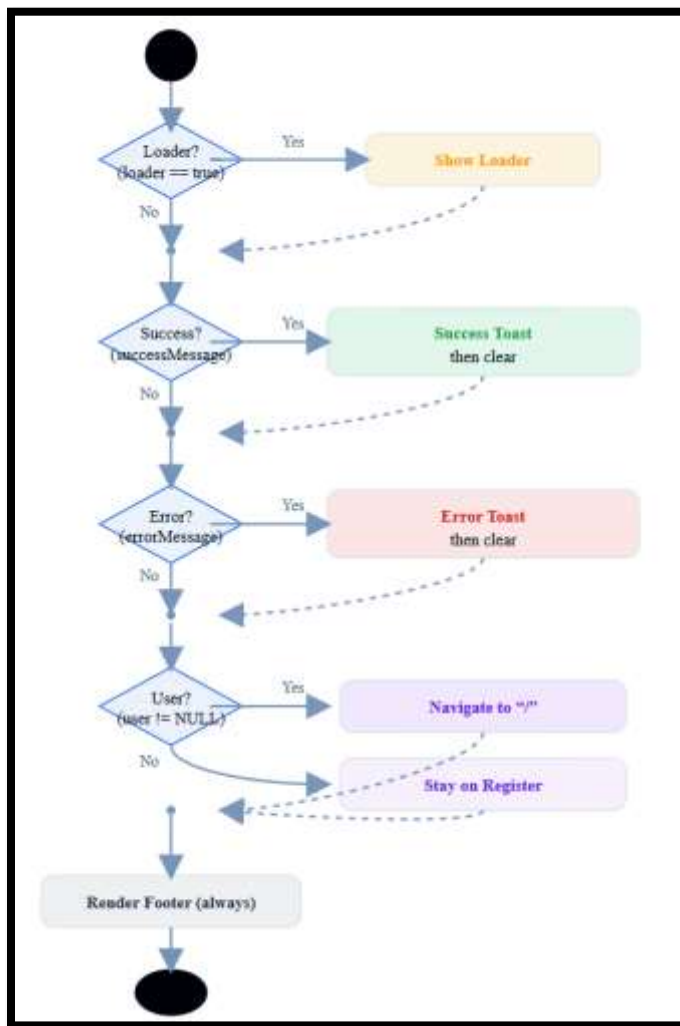 Loader?
(loader == true)
Yes
Show Loader
No
Success?
(successMessage)
Yes
Success Toast
then clear
No
Error?
(errorMessage)
Yes
Error Toast
then clear
No
User?
(user != NULL)
Yes
Navigate to “/”
No
Stay on Register
Render Footer (always)